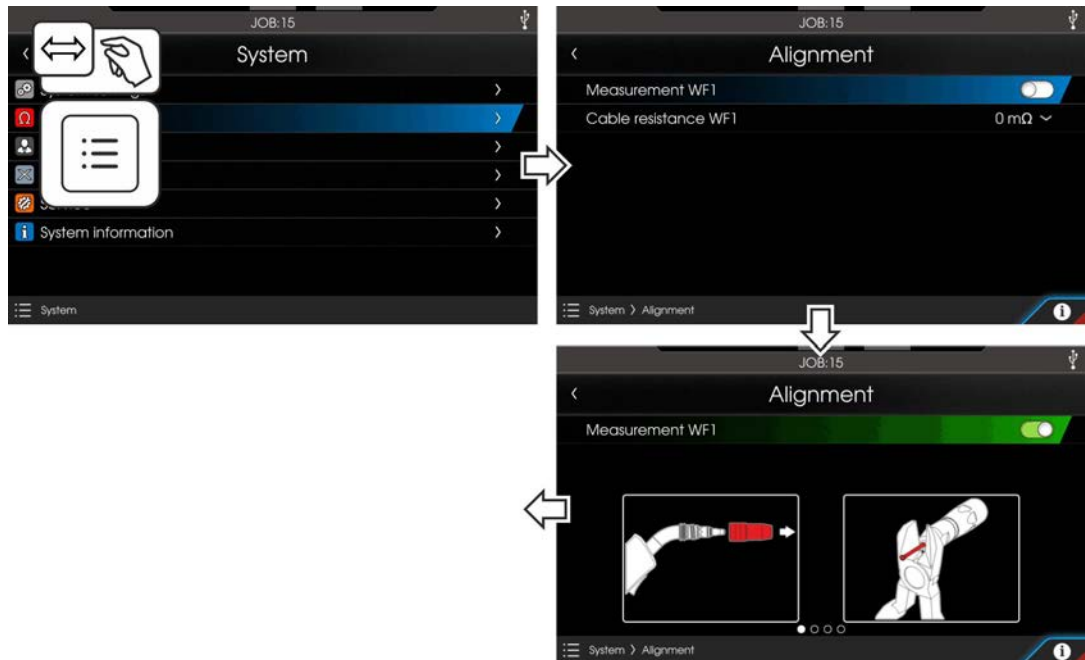 JOB:15
System
System information
System
JOB:15
Alignment
Measurement WF1
Cable resistance WF1 0 mΩ
System > Alignment
JOB:15
Alignment
Measurement WF1
System > Alignment